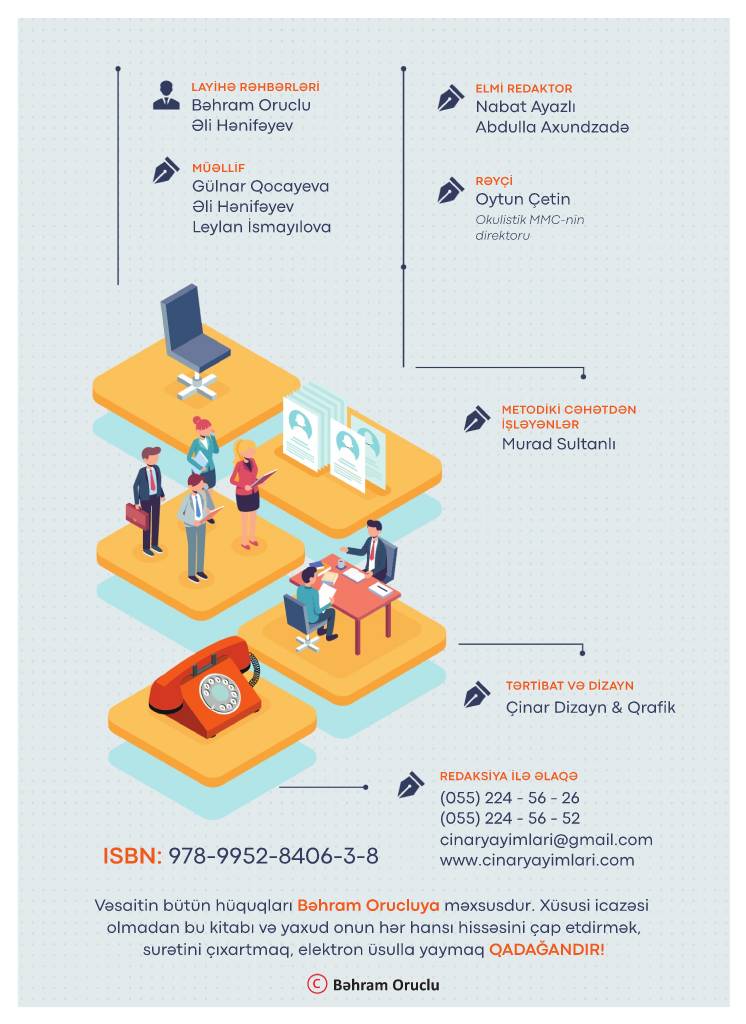 LAYİHƏ RƏHBƏRLƏRİ
Bəhram Oruclu
Əli Hənifəyev
MÜƏLLİF
Gülnar Qocayeva
Əli Hənifəyev
Leylan İsmayılova
ELMİ REDAKTOR
Nabat Ayazlı
Abdulla Axundzadə
RƏYÇİ
Oytun Çetin
Okulistik MMC-nin
direktoru
METODİKİ CƏHƏTDƏN
İŞLƏYƏNLƏR
Murad Sultanlı
TƏRTİBAT VƏ DİZAYN
Çinar Dizayn & Qrafik
REDAKSİYA İLƏ ƏLAQƏ
(055) 224 - 56 - 26
(055) 224 - 56 - 52
cinaryayimlari@gmail.com
www.cinaryayimlari.com
ISBN: 978-9952-8406-3-8
Vəsaitin bütün hüquqları Bəhram Orucluya məxsusdur. Xüsusi icazəsi
olmadan bu kitabı və yaxud onun hər hansı hissəsini çap etdirmək,
surətini çıxartmaq, elektron üsulla yaymaq QADAĞANDIR!
© Bəhram Oruclu